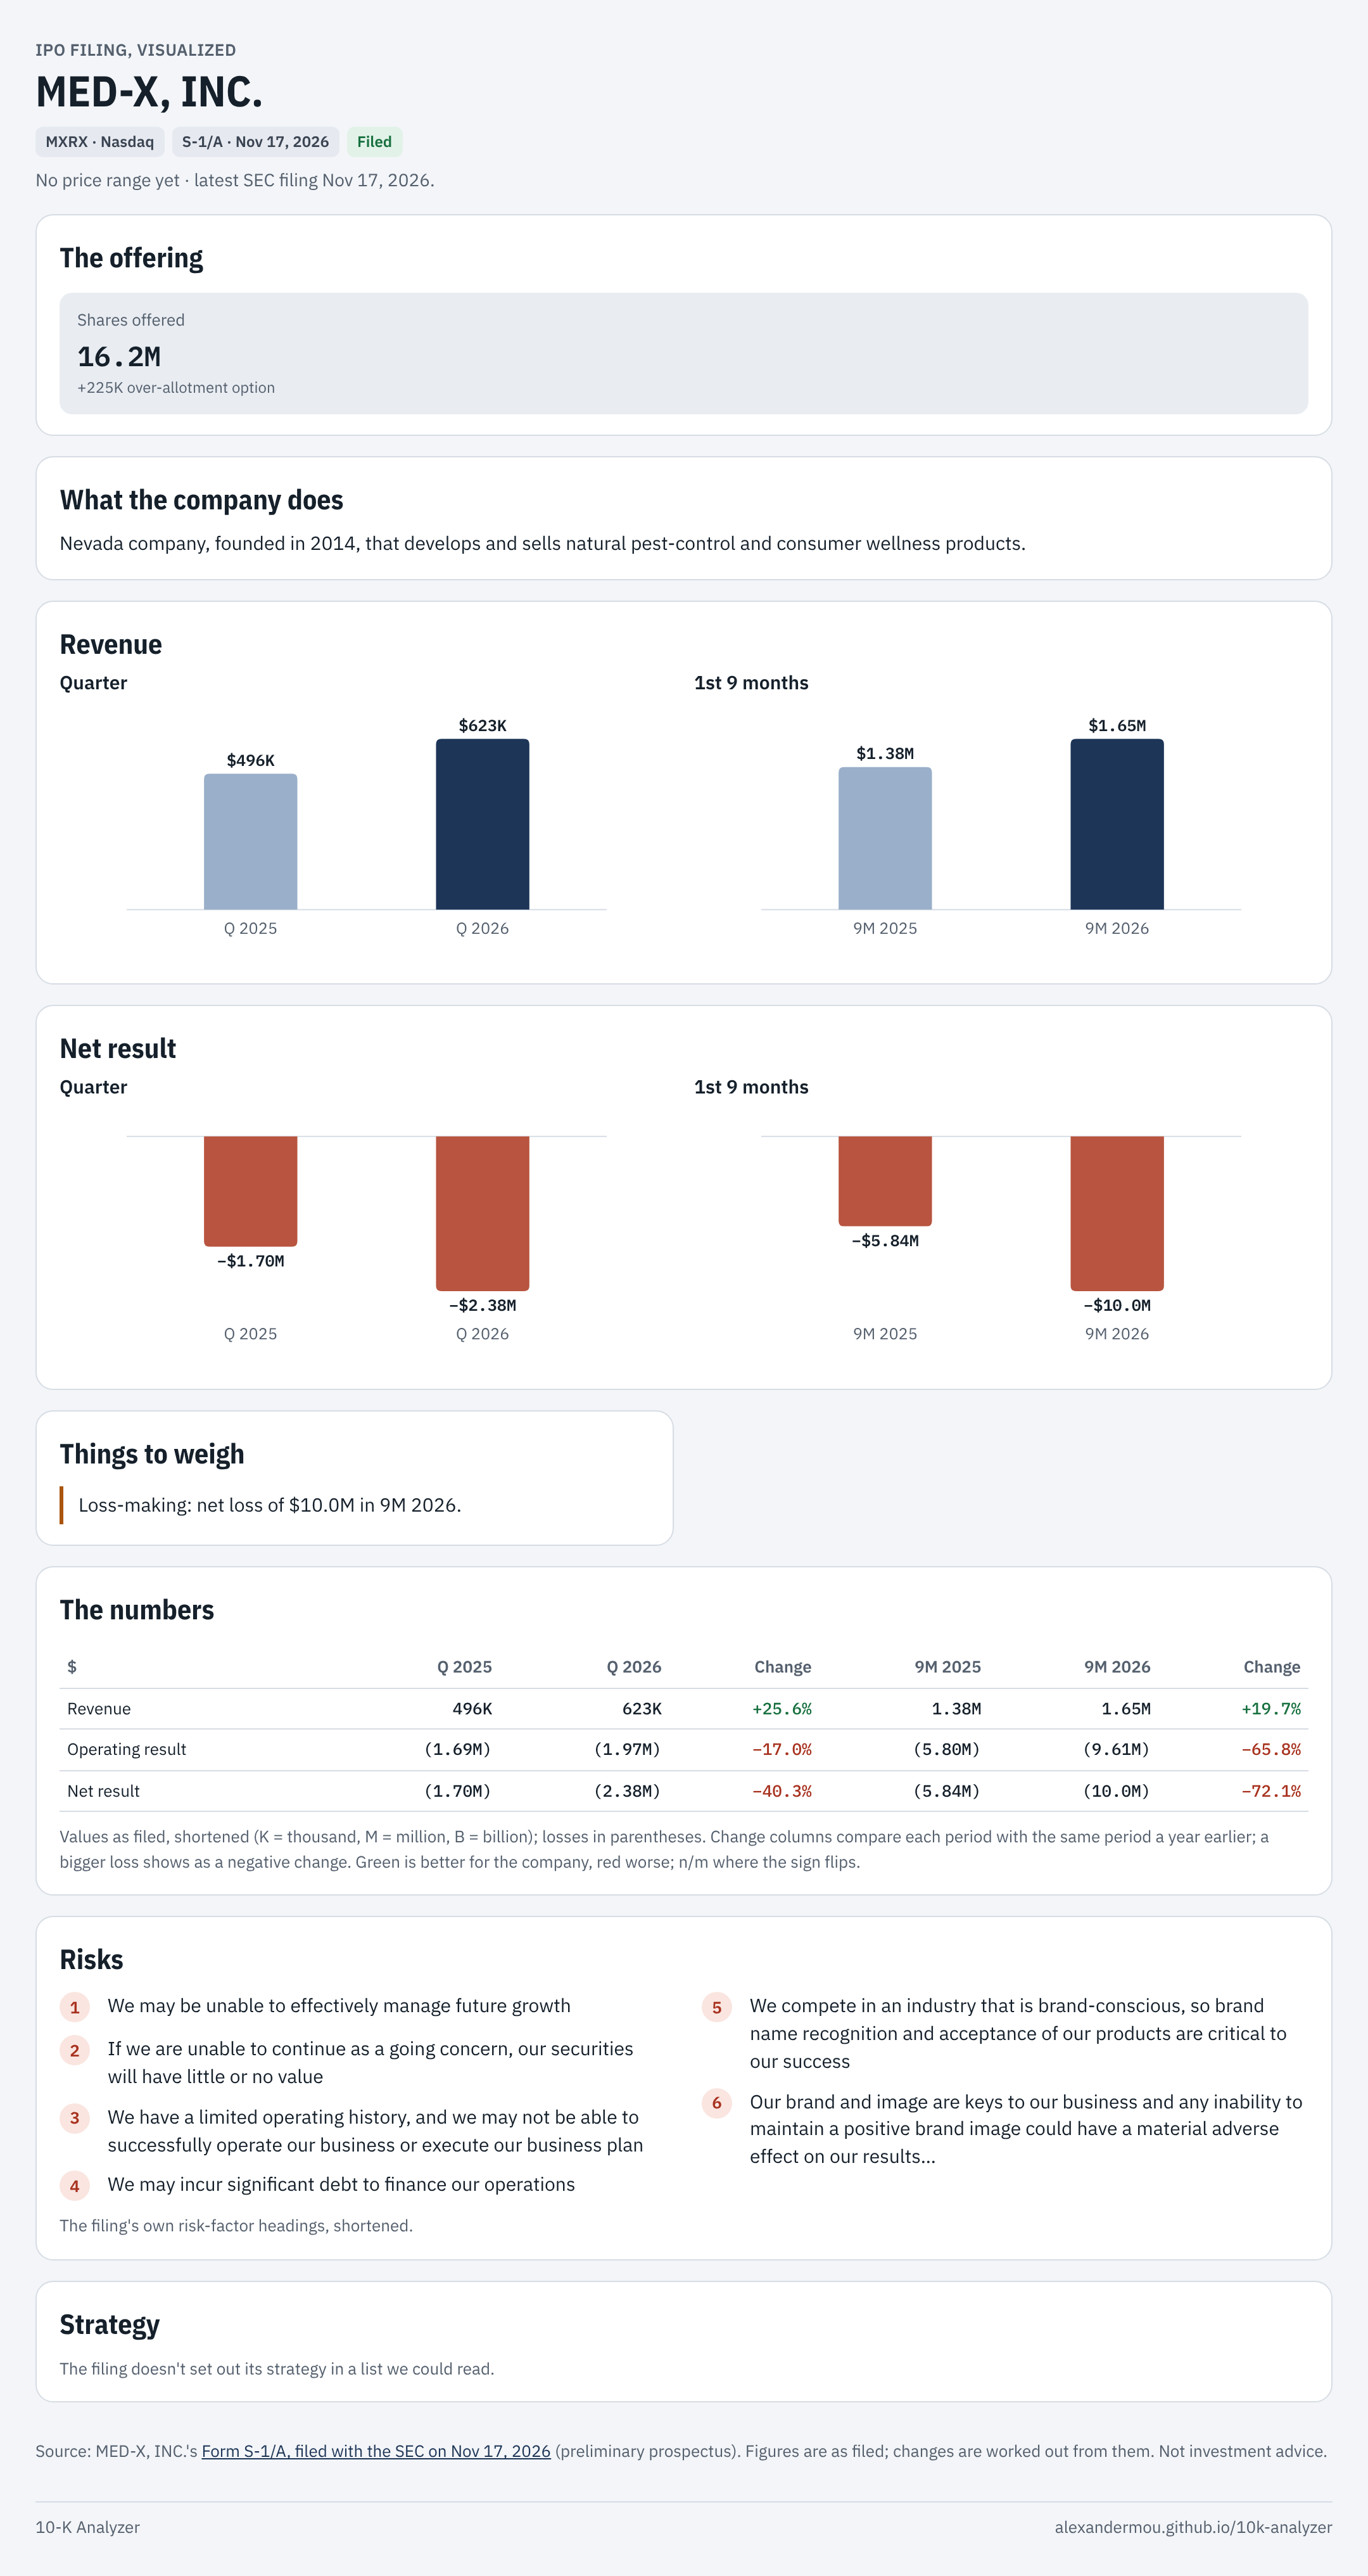 IPO FILING, VISUALIZED
MED-X, INC.
MXRX · Nasdaq
S-1/A · Nov 17, 2026
Filed
No price range yet · latest SEC filing Nov 17, 2026.
The offering
Shares offered
16.2M
+225K over-allotment option
What the company does
Nevada company, founded in 2014, that develops and sells natural pest-control and consumer wellness products.
Revenue
Quarter
$496K
$623K
Q 2025
Q 2026
1st 9 months
$1.38M
$1.65M
9M 2025
9M 2026
Net result
Quarter
−$1.70M
−$2.38M
Q 2025
Q 2026
1st 9 months
−$5.84M
−$10.0M
9M 2025
9M 2026
Things to weigh
Loss-making: net loss of $10.0M in 9M 2026.
The numbers
$ Q 2025 Q 2026 Change 9M 2025 9M 2026 Change
Revenue 496K 623K +25.6% 1.38M 1.65M +19.7%
Operating result (1.69M) (1.97M) −17.0% (5.80M) (9.61M) −65.8%
Net result (1.70M) (2.38M) −40.3% (5.84M) (10.0M) −72.1%
Values as filed, shortened (K = thousand, M = million, B = billion); losses in parentheses. Change columns compare each period with the same period a year earlier; a
bigger loss shows as a negative change. Green is better for the company, red worse; n/m where the sign flips.
Risks
1 We may be unable to effectively manage future growth
2 If we are unable to continue as a going concern, our securities
will have little or no value
3 We have a limited operating history, and we may not be able to
successfully operate our business or execute our business plan
4 We may incur significant debt to finance our operations
5 We compete in an industry that is brand-conscious, so brand
name recognition and acceptance of our products are critical to
our success
6 Our brand and image are keys to our business and any inability to
maintain a positive brand image could have a material adverse
effect on our results…
The filing's own risk-factor headings, shortened.
Strategy
The filing doesn't set out its strategy in a list we could read.
Source: MED-X, INC.'s Form S-1/A, filed with the SEC on Nov 17, 2026 (preliminary prospectus). Figures are as filed; changes are worked out from them. Not investment advice.
10-K Analyzer
alexandermou.github.io/10k-analyzer